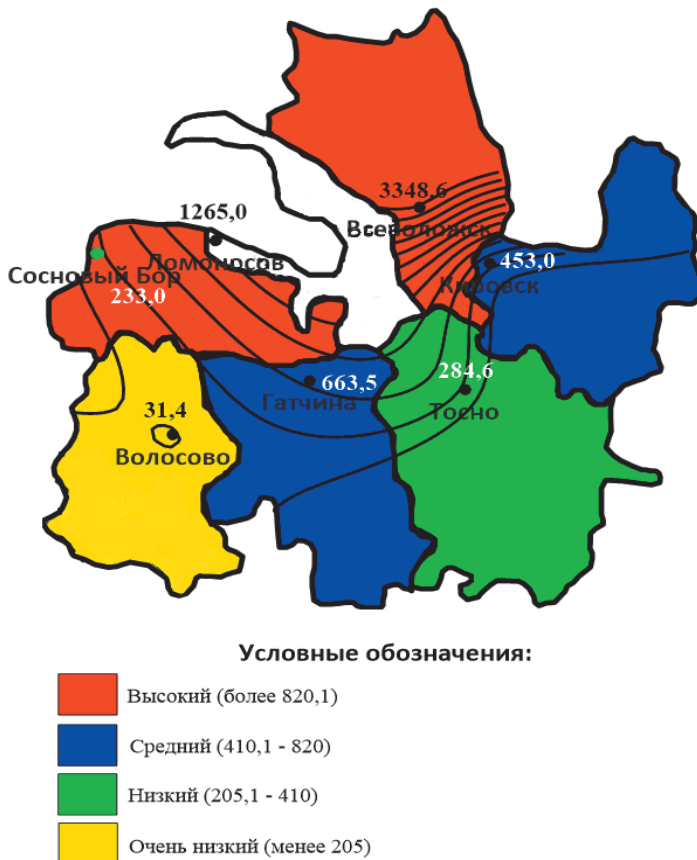 3348,6
Всеволожск
1265,0
Ломоносов
Сосновый Бор
233,0
453,0
Кировск
663,5
Гатчина
284,6
Тосно
31,4
Волосово
Условные обозначения:
Высокий (более 820,1)
Средний (410,1 - 820)
Низкий (205,1 - 410)
Очень низкий (менее 205)